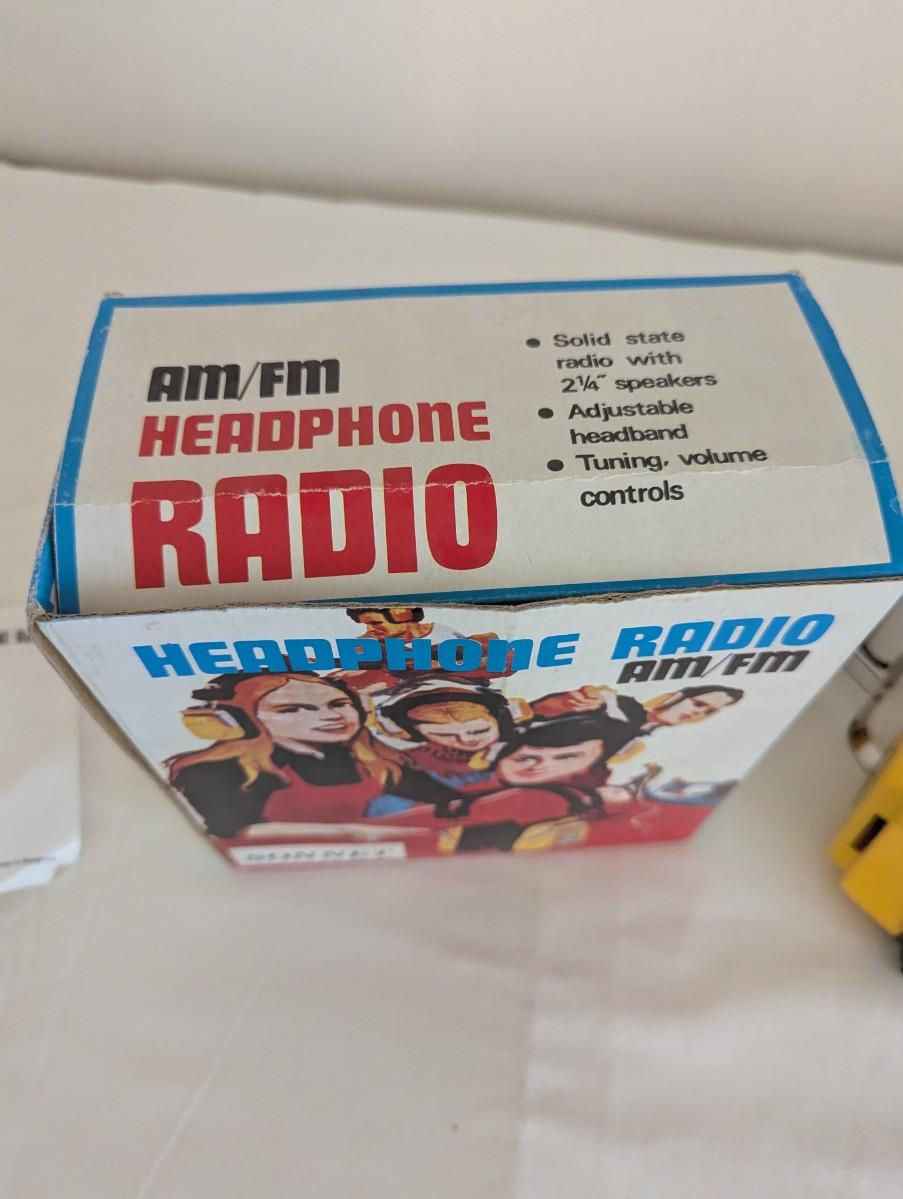 AM/FM
HEADPHONE
RADIO
• Solid state
radio with
2¼" speakers
• Adjustable
headband
• Tuning, volume
controls
HEADPHONE RADIO
AM/FM
SONNET